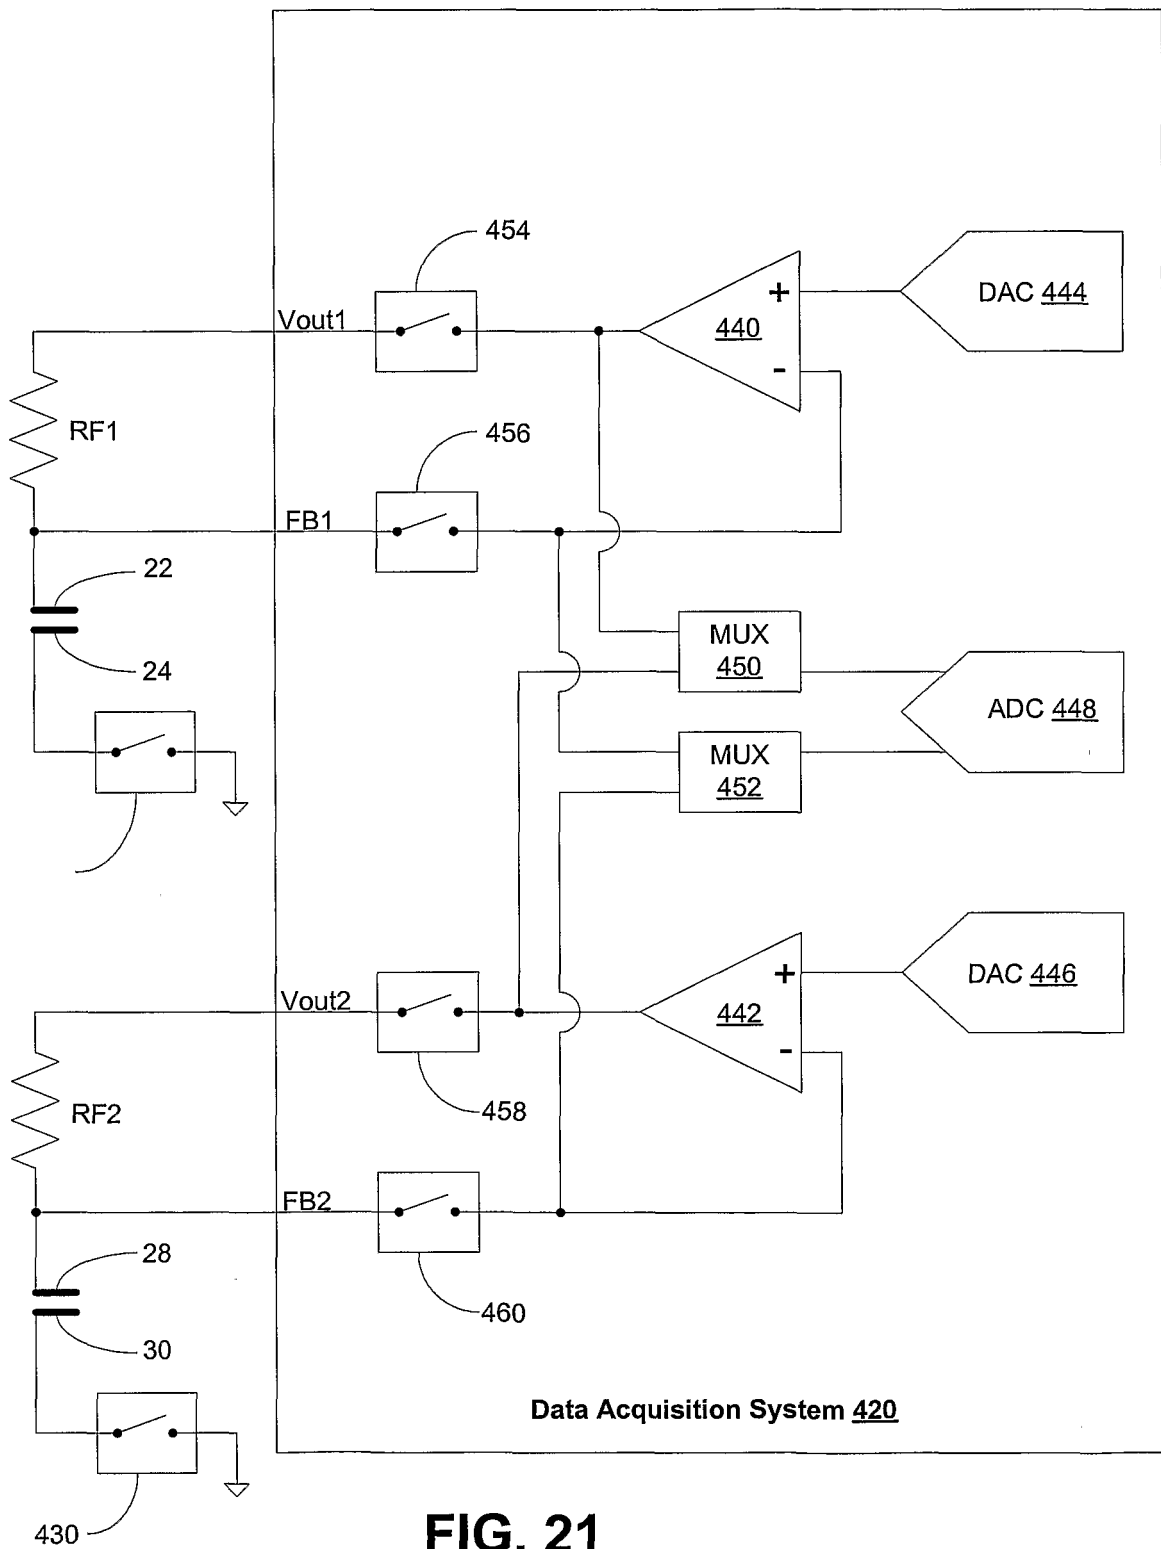 454
Vout1
+
440
-
DAC 444
RF1
456
FB1
22
24
MUX
450
MUX
452
ADC 448
Vout2
+
442
-
DAC 446
458
RF2
FB2
460
28
30
430
Data Acquisition System 420
FIG. 21